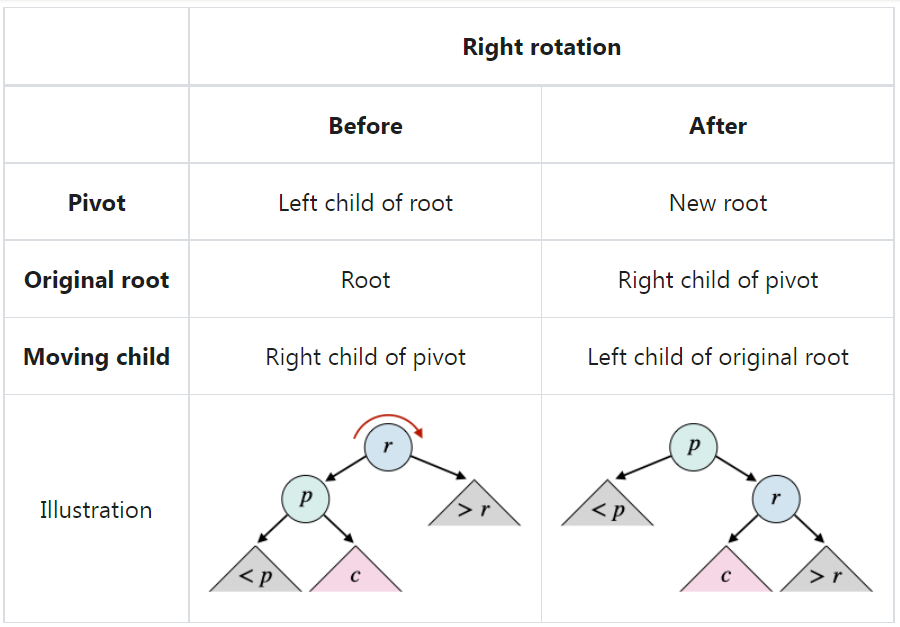 Right rotation
Before After
Pivot Left child of root New root
Original root Root Right child of pivot
Moving child Right child of pivot Left child of original root
Illustration
r
p
> r
< p
c
p
< p
r
c
> r